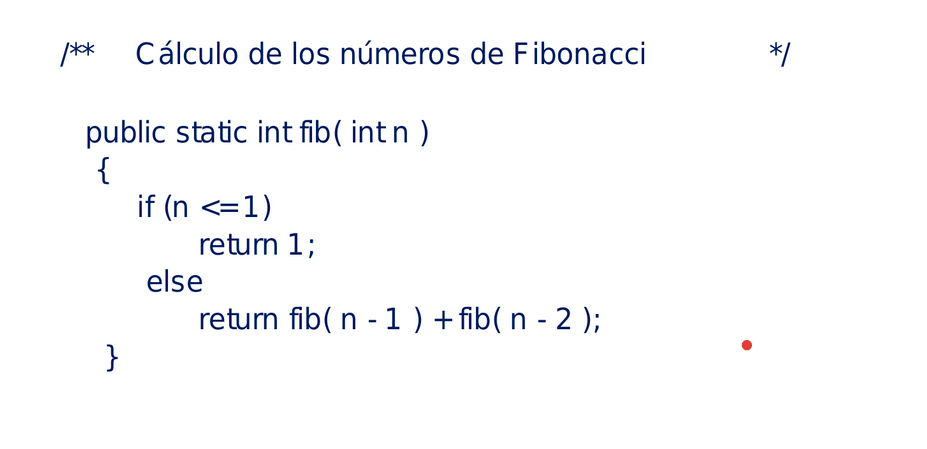 /** Cálculo de los números de Fibonacci */
public static int fib( int n )
{
if (n <=1)
return 1;
else
return fib( n - 1 ) + fib( n - 2 );
}